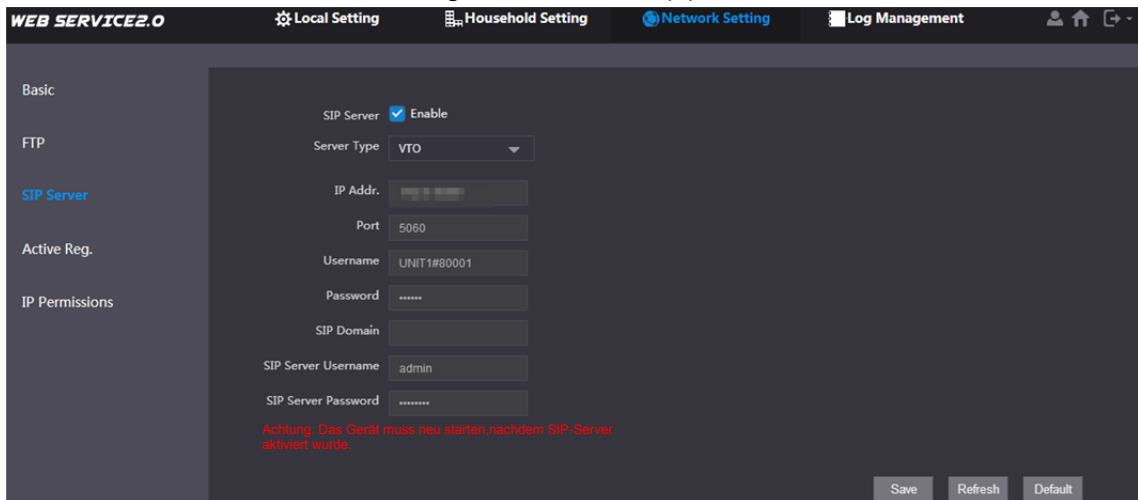 WEB SERVICE2.0 Local Setting Household Setting Network Setting Log Management
Basic
FTP
SIP Server
Active Reg.
IP Permissions
SIP Server Enable
Server Type VTO
IP Addr.
Port 5060
Username UNIT1#80001
Password ••••••
SIP Domain
SIP Server Username admin
SIP Server Password ••••••••
Achtung: Das Gerät muss neu starten,nachdem SIP-Server
aktiviert wurde.
Save Refresh Default